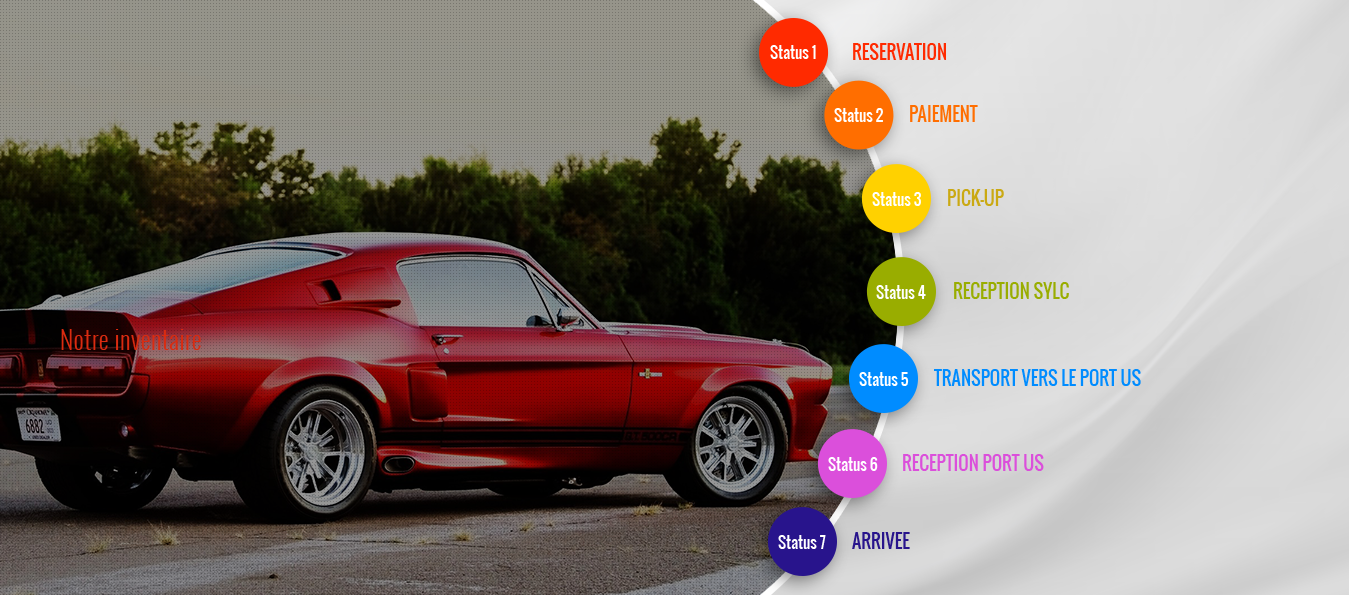 Status 1 RESERVATION
Status 2 PAIEMENT
Status 3 PICK-UP
Status 4 RECEPTION SYLC
Notre inventaire
Status 5 TRANSPORT VERS LE PORT US
6882
Status 6 RECEPTION PORT US
Status 7 ARRIVEE